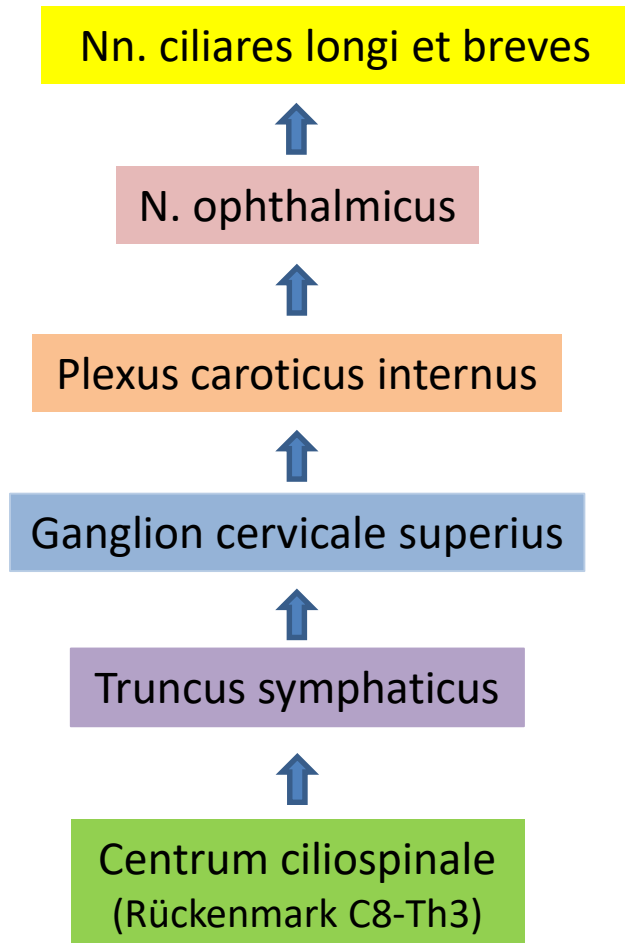 Nn. ciliares longi et breves
N. ophthalmicus
Plexus caroticus internus
Ganglion cervicale superius
Truncus symphaticus
Centrum ciliospinale
(Rückenmark C8-Th3)